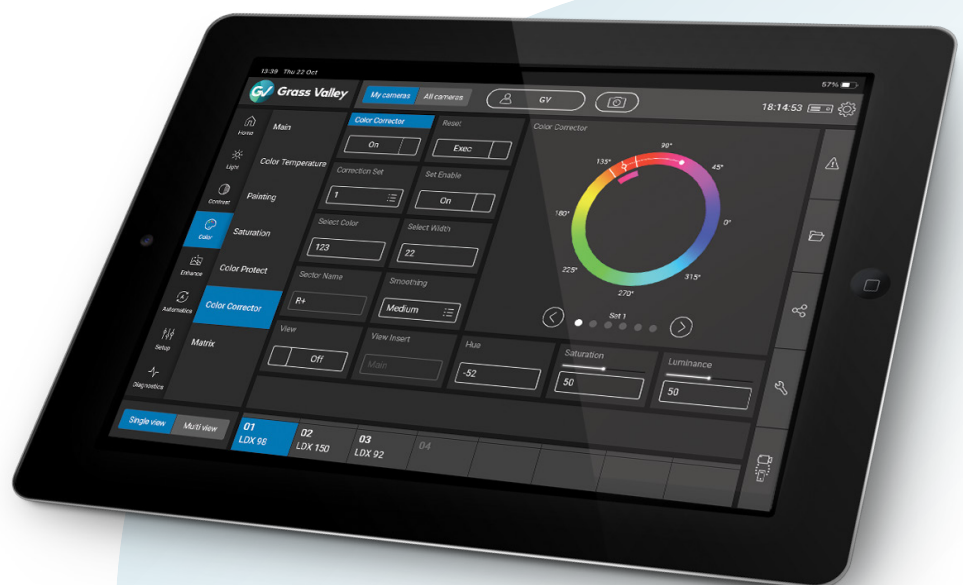 13:39 Thu 22 Oct
57%
GV Grass Valley
My cameras
All cameras
GV
18:14:53
Home
Light
Contrast
Color
Enhance
Automatics
Setup
Diagnostics
Main
Color Temperature
Painting
Saturation
Color Protect
Color Corrector
Matrix
Color Corrector
On
Reset
Exec
Correction Set
1
Set Enable
On
Select Color
123
Select Width
22
Sector Name
R+
Smoothing
Medium
View
Off
View Insert
Main
Hue
-52
Saturation
50
Luminance
50
Color Corrector
90°
135°
45°
180°
0°
225°
315°
270°
Set 1
Single view
Multi view
01
LDX 98
02
LDX 150
03
LDX 92
04